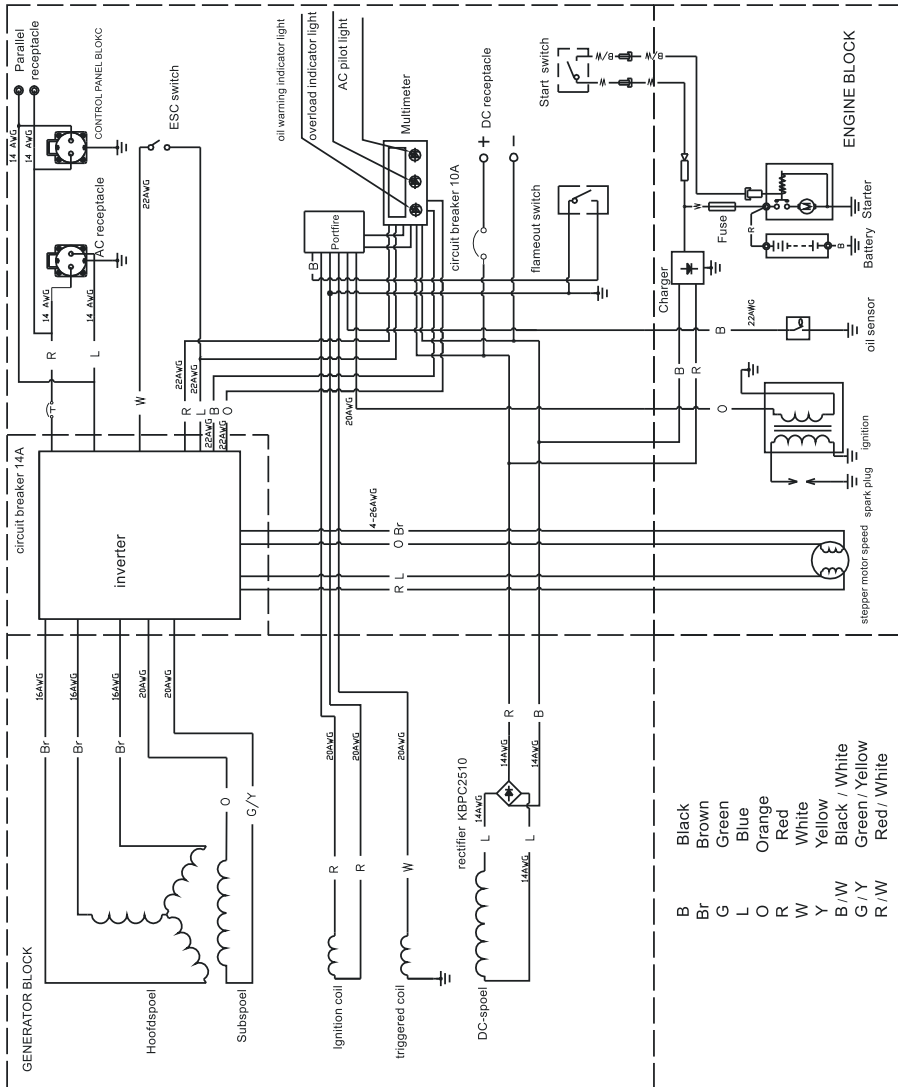 Parallel
receptacle
14 AWG
14 AWG
CONTROL PANEL BLOKC
AC receptacle
14 AWG
14 AWG
R
L
ESC switch
22AWG
W
circuit breaker 14A
inverter
22AWG
22AWG
22AWG
22AWG
R
L
B
O
oil warning indicator light
overload indicator light
AC pilot light
Multimeter
Portfire
B
20AWG
circuit breaker 10A
DC receptacle
+
-
flameout switch
Start switch
B/W
B/W
W
W
ENGINE BLOCK
W
Fuse
R
B
Starter
Battery
Charger
B
R
B
22AWG
oil sensor
O
ignition
spark plug
stepper motor speed
4-26AWG
O Br
R L
GENERATOR BLOCK
16AWG
16AWG
16AWG
20AWG
20AWG
Br
Br
Br
O
G/Y
Hoofdspoel
Subspoel
20AWG
20AWG
20AWG
R
R
W
Ignition coil
triggered coil
rectifier KBPC2510
14AWG
14AWG
14AWG
14AWG
R
B
L
L
DC-spoel
B Black
Br Brown
G Green
L Blue
O Orange
R Red
W White
Y Yellow
B/W Black / White
G/Y Green / Yellow
R/W Red / White